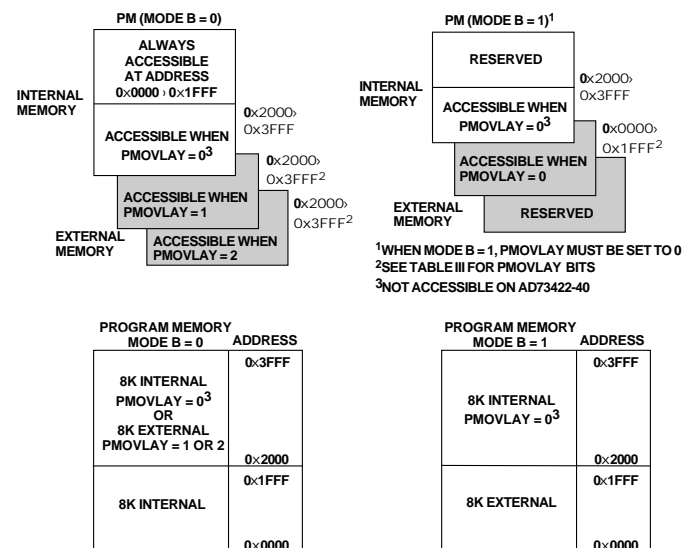 PM (MODE B = 0)
ALWAYS
ACCESSIBLE
AT ADDRESS
0x0000 › 0x1FFF
INTERNAL
MEMORY
0x2000›
0x3FFF
ACCESSIBLE WHEN
PMOVLAY = 0³
0x2000›
0x3FFF²
ACCESSIBLE WHEN
PMOVLAY = 1
0x2000›
0x3FFF²
EXTERNAL
MEMORY
ACCESSIBLE WHEN
PMOVLAY = 2
PM (MODE B = 1)¹
RESERVED
INTERNAL
MEMORY
0x2000›
0x3FFF
ACCESSIBLE WHEN
PMOVLAY = 0³
0x0000›
0x1FFF²
ACCESSIBLE WHEN
PMOVLAY = 0
EXTERNAL
MEMORY
RESERVED
¹WHEN MODE B = 1, PMOVLAY MUST BE SET TO 0
²SEE TABLE III FOR PMOVLAY BITS
³NOT ACCESSIBLE ON AD73422-40
PROGRAM MEMORY
MODE B = 0 ADDRESS
0x3FFF
8K INTERNAL
PMOVLAY = 0³
OR
8K EXTERNAL
PMOVLAY = 1 OR 2
0x2000
0x1FFF
8K INTERNAL
0x0000
PROGRAM MEMORY
MODE B = 1 ADDRESS
0x3FFF
8K INTERNAL
PMOVLAY = 0³
0x2000
0x1FFF
8K EXTERNAL
0x0000